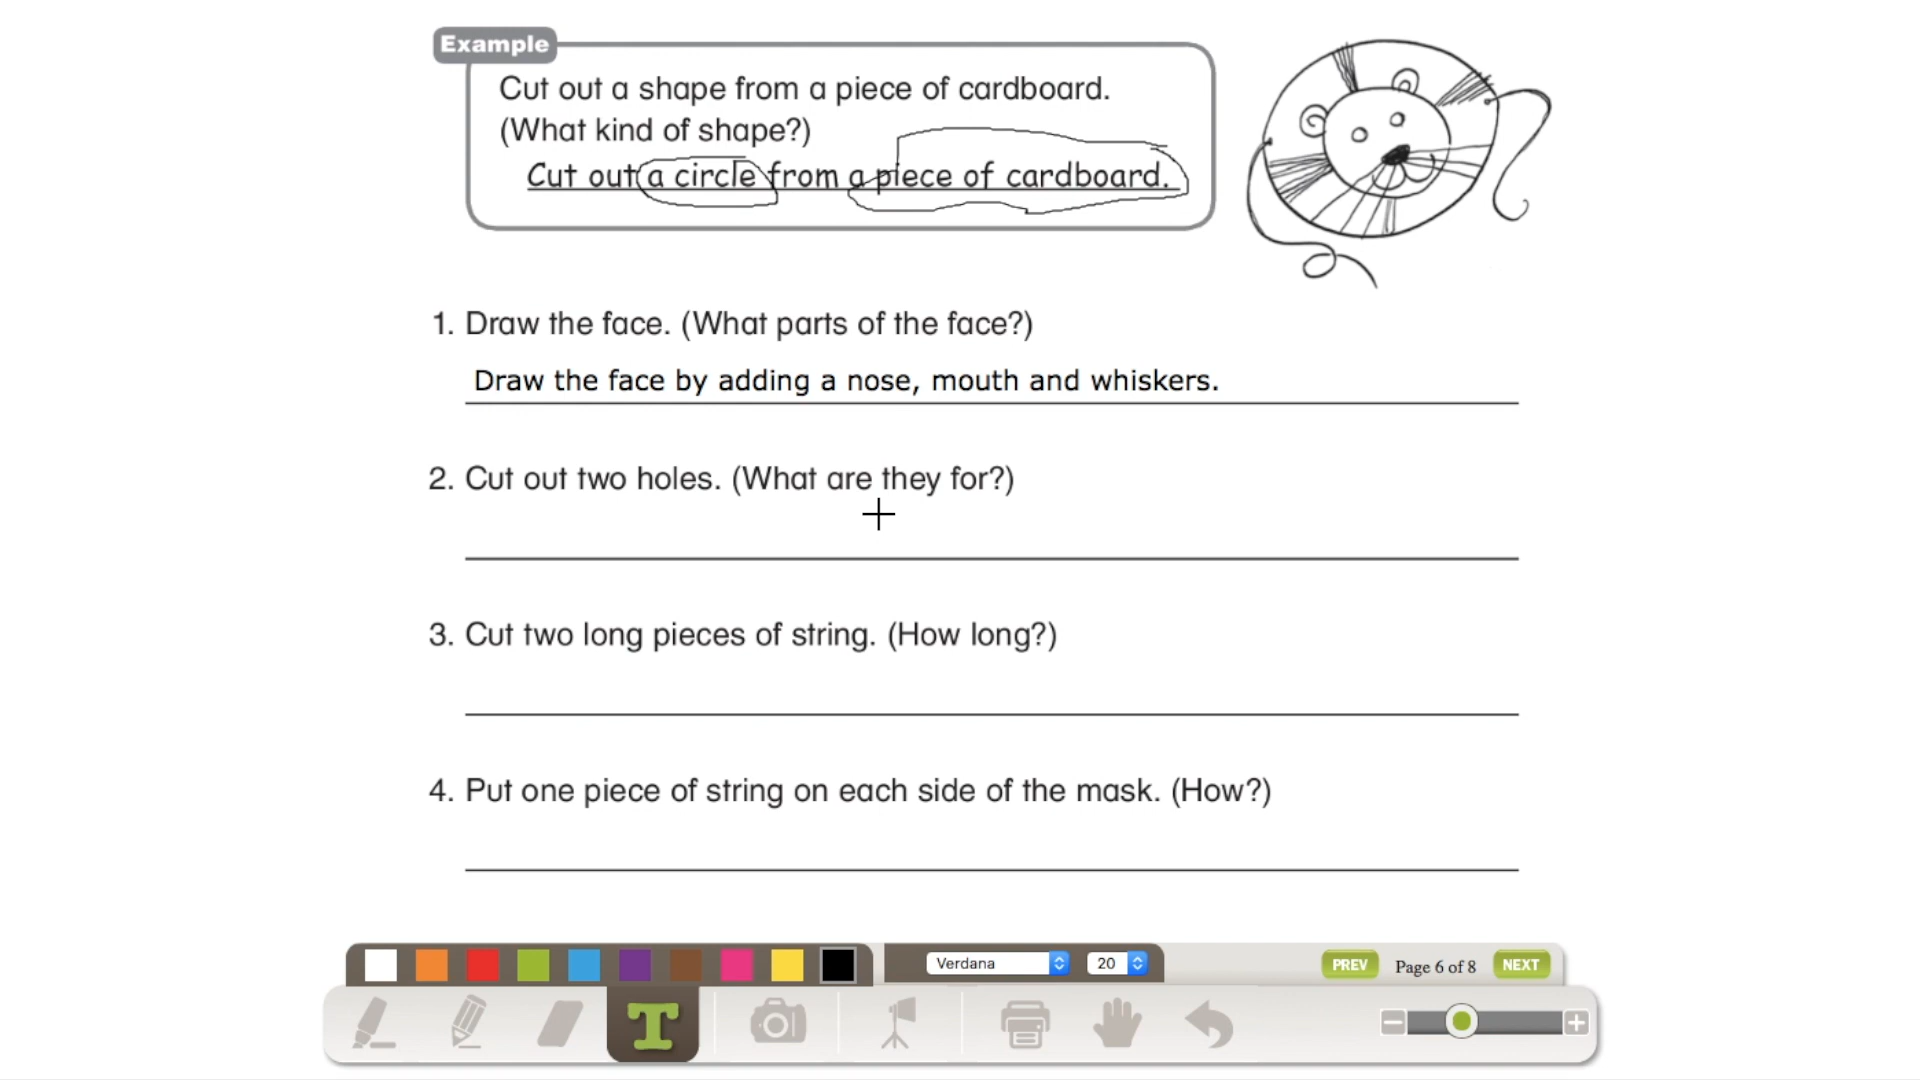 Example
Cut out a shape from a piece of cardboard.
(What kind of shape?)
Cut out a circle from a piece of cardboard.
1. Draw the face. (What parts of the face?)
Draw the face by adding a nose, mouth and whiskers.
2. Cut out two holes. (What are they for?)
3. Cut two long pieces of string. (How long?)
4. Put one piece of string on each side of the mask. (How?)
Verdana 20 PREV Page 6 of 8 NEXT
T